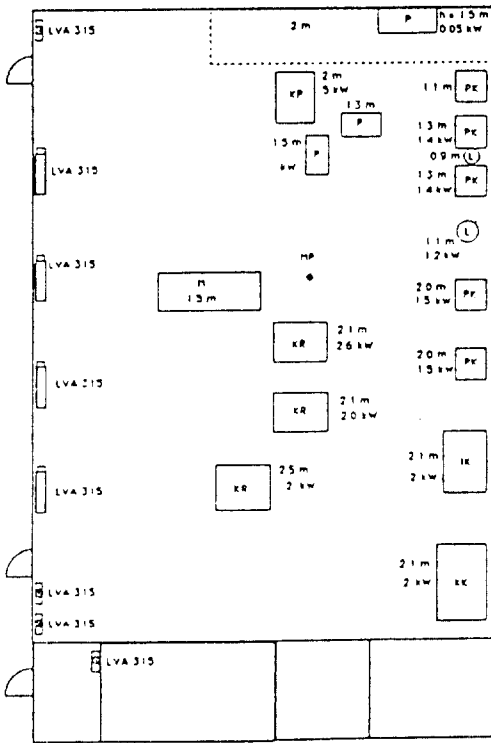 LVA 315
2 m
P
h = 1.5 m
0.05 kW
KP
2 m
5 kW
1.1 m
PK
1.3 m
P
1.3 m
1.4 kW
PK
0.9 m
L
1.5 m
kW
P
LVA 315
1.3 m
1.4 kW
PK
L
1.1 m
1.2 kW
LVA 315
MP
M
1.5 m
2.0 m
1.5 kW
PK
KR
2.1 m
2.6 kW
2.0 m
1.5 kW
PK
LVA 315
KR
2.1 m
2.0 kW
2.1 m
2 kW
IK
LVA 315
KR
2.5 m
2 kW
2.1 m
2 kW
KK
LVA 315
LVA 315
LVA 315